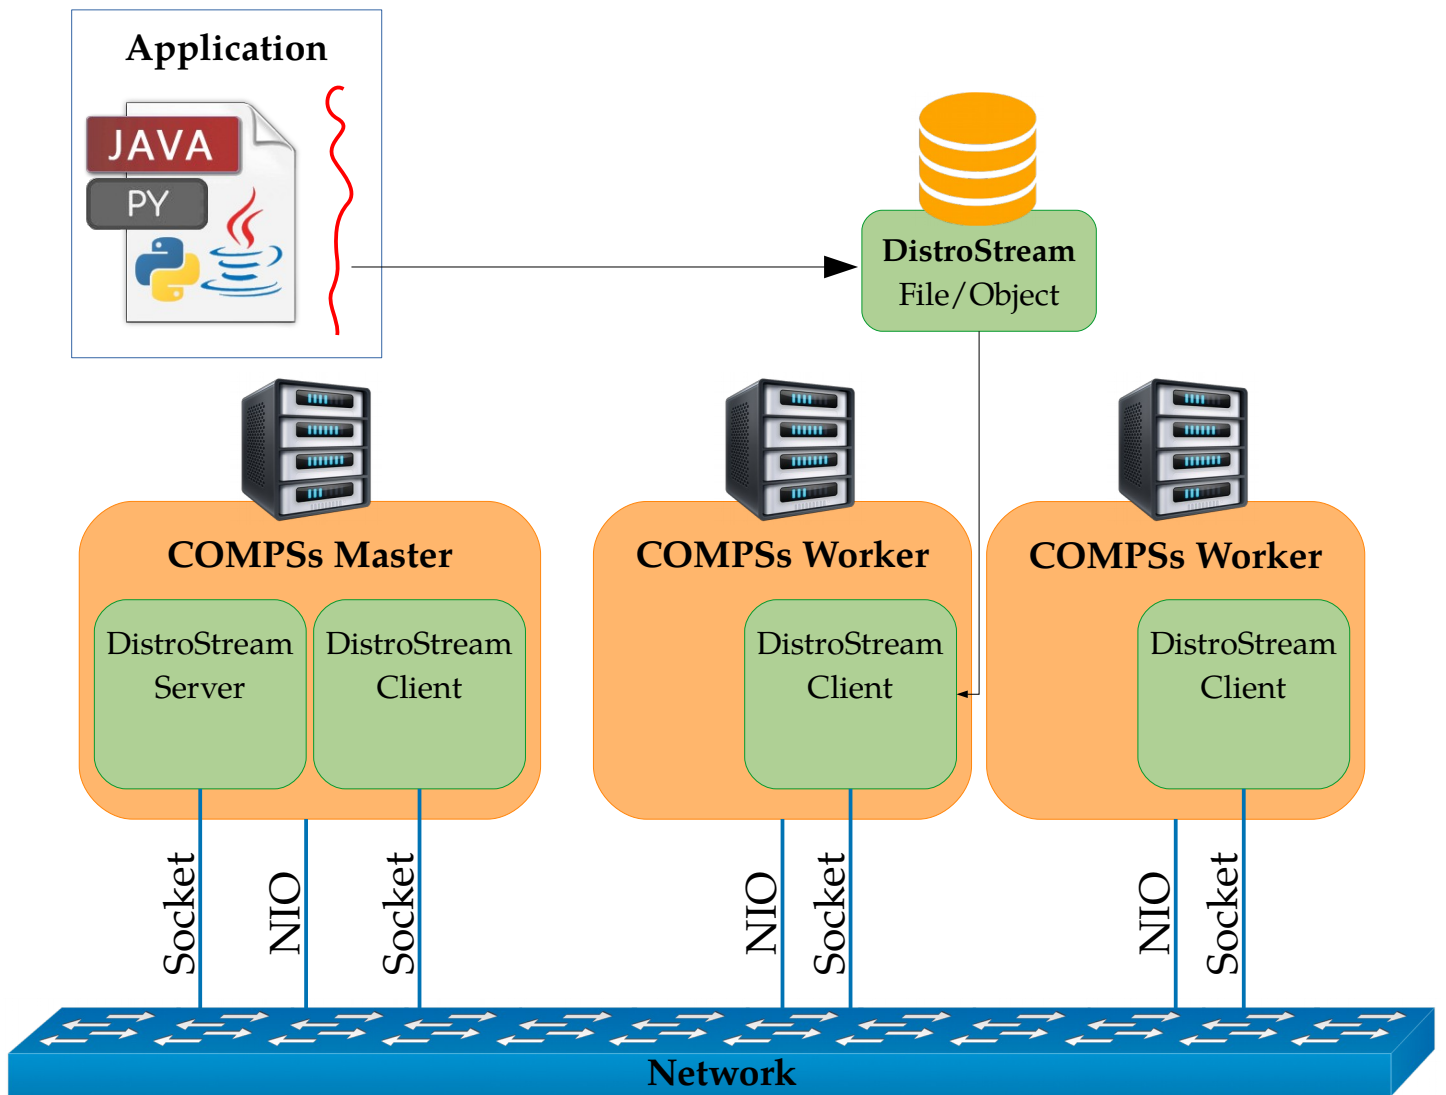 Application
JAVA
PY
DistroStream
File/Object
COMPSs Master
DistroStream
Server
DistroStream
Client
COMPSs Worker
DistroStream
Client
COMPSs Worker
DistroStream
Client
Socket
NIO
Socket
NIO
Socket
NIO
Socket
Network